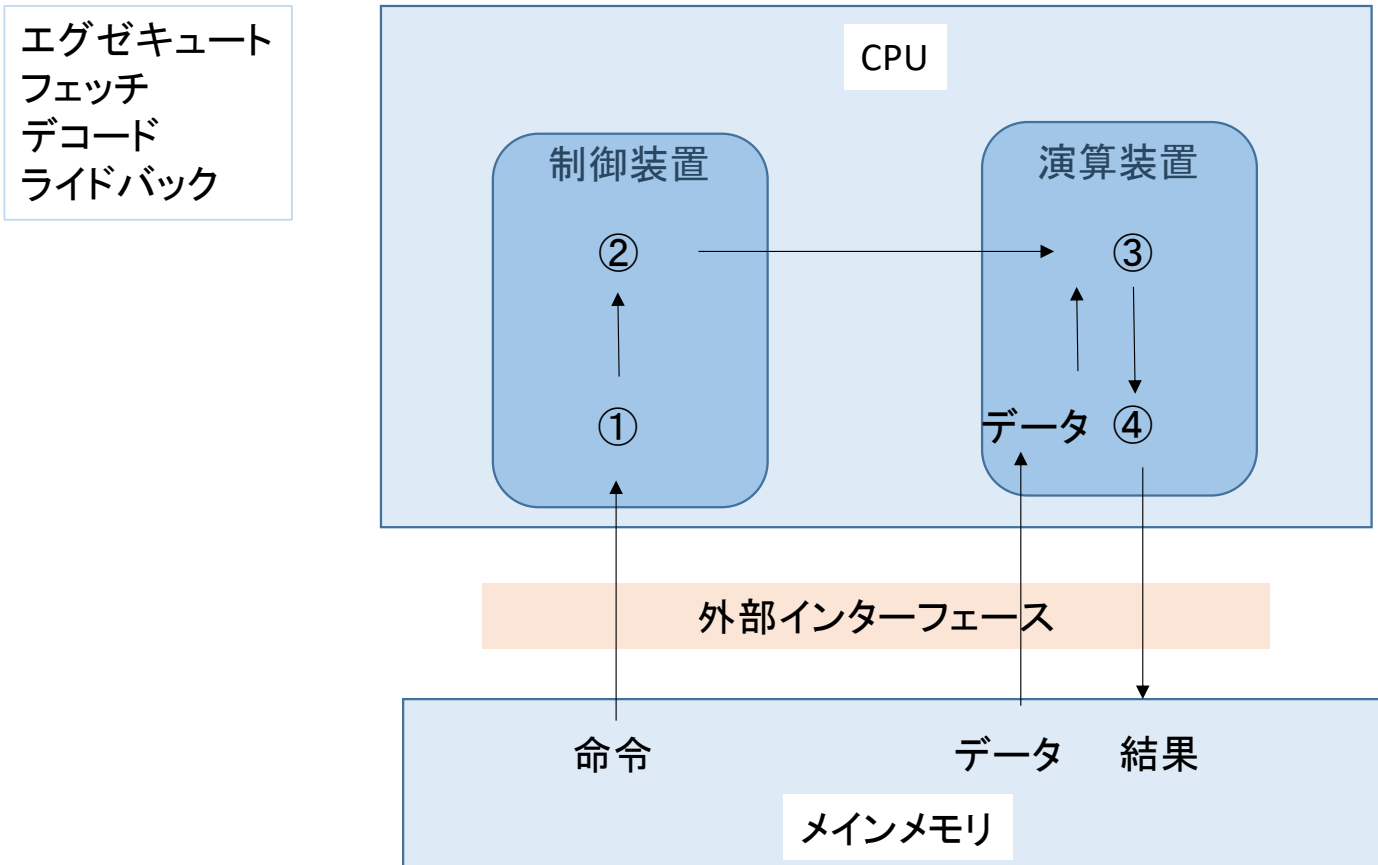 エグゼキュート
フェッチ
デコード
ライドバック
CPU
制御装置
演算装置
②
③
①
データ ④
外部インターフェース
命令
データ
結果
メインメモリ